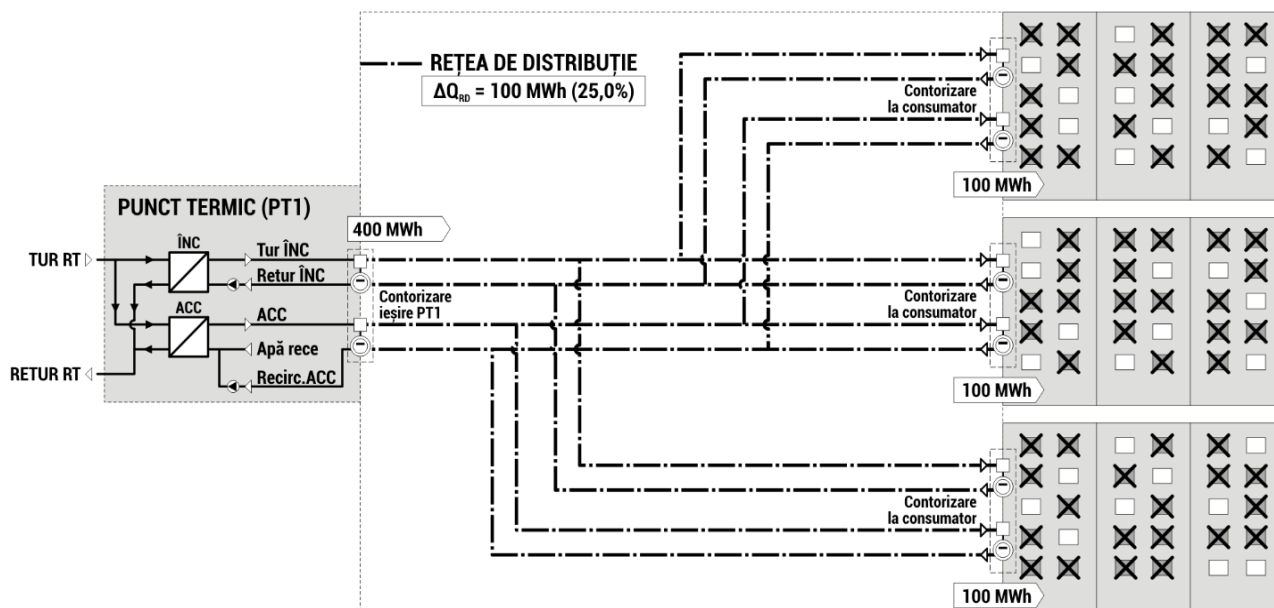 REȚEA DE DISTRIBUȚIE
ΔQRD = 100 MWh (25,0%)
Contorizare
la consumator
100 MWh
PUNCT TERMIC (PT1)
400 MWh
TUR RT
ÎNC
Tur ÎNC
Retur ÎNC
Contorizare
ieșire PT1
ACC
ACC
Apă rece
RETUR RT
Recirc.ACC
Contorizare
la consumator
100 MWh
Contorizare
la consumator
100 MWh